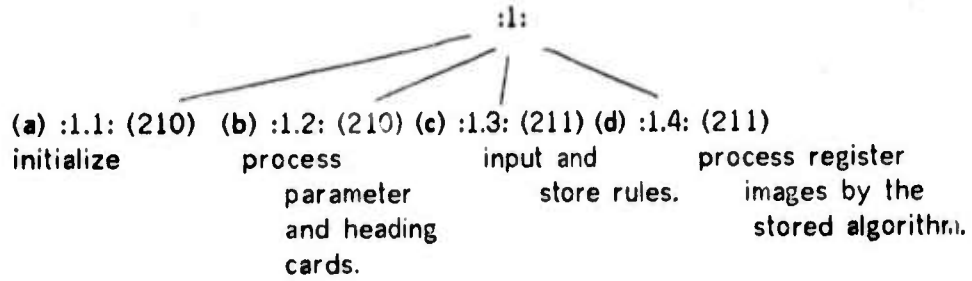 :1:
(a) :1.1: (210) (b) :1.2: (210) (c) :1.3: (211) (d) :1.4: (211)
initialize process input and process register
parameter store rules. images by the
and heading stored algorithm.
cards.